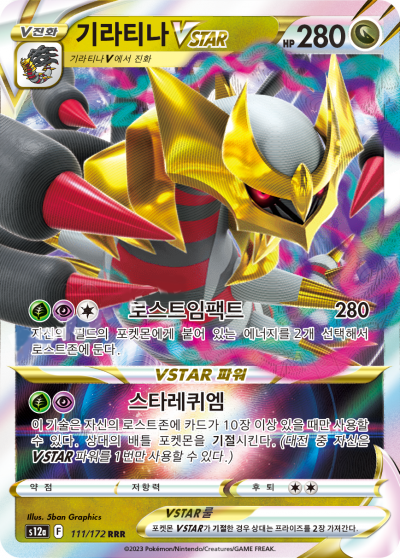 V진화
기라티나 VSTAR
HP 280
기라티나V에서 진화
로스트임팩트 280
자신의 필드의 포켓몬에게 붙어 있는 에너지를 2개 선택해서
로스트존에 둔다.
VSTAR 파워
스타레퀴엠
이 기술은 자신의 로스트존에 카드가 10장 이상 있을 때만 사용할
수 있다. 상대의 배틀 포켓몬을 기절시킨다. (대전 중 자신은
VSTAR 파워를 1번만 사용할 수 있다.)
약점 저항력 후퇴
Illus. 5ban Graphics
VSTAR룰
s12a F 111/172 RRR
포켓몬 VSTAR가 기절한 경우 상대는 프라이즈를 2장 가져간다.
©2023 Pokémon/Nintendo/Creatures/GAME FREAK.